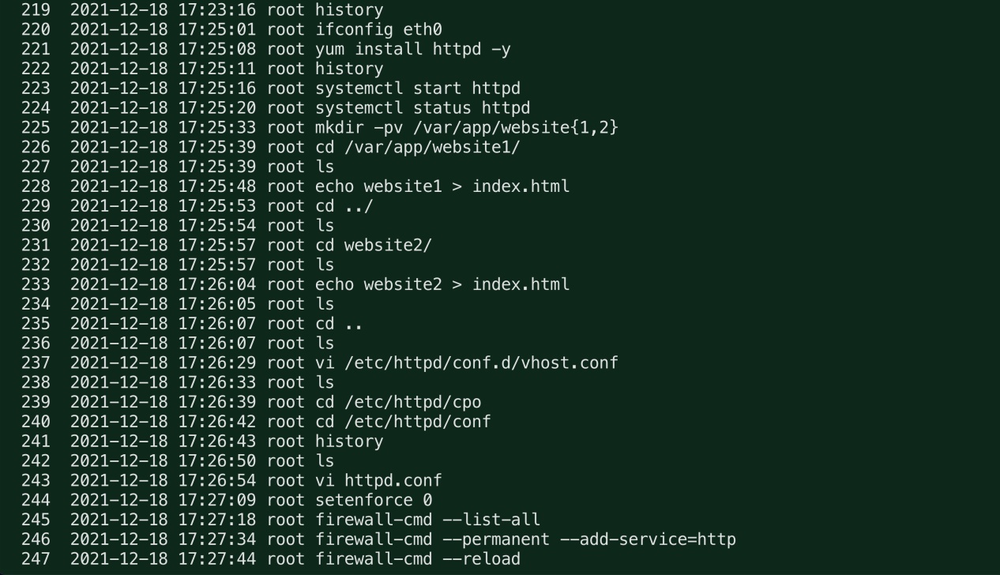 219 2021-12-18 17:23:16 root history
220 2021-12-18 17:25:01 root ifconfig eth0
221 2021-12-18 17:25:08 root yum install httpd -y
222 2021-12-18 17:25:11 root history
223 2021-12-18 17:25:16 root systemctl start httpd
224 2021-12-18 17:25:20 root systemctl status httpd
225 2021-12-18 17:25:33 root mkdir -pv /var/app/website{1,2}
226 2021-12-18 17:25:39 root cd /var/app/website1/
227 2021-12-18 17:25:39 root ls
228 2021-12-18 17:25:48 root echo website1 > index.html
229 2021-12-18 17:25:53 root cd ../
230 2021-12-18 17:25:54 root ls
231 2021-12-18 17:25:57 root cd website2/
232 2021-12-18 17:25:57 root ls
233 2021-12-18 17:26:04 root echo website2 > index.html
234 2021-12-18 17:26:05 root ls
235 2021-12-18 17:26:07 root cd ..
236 2021-12-18 17:26:07 root ls
237 2021-12-18 17:26:29 root vi /etc/httpd/conf.d/vhost.conf
238 2021-12-18 17:26:33 root ls
239 2021-12-18 17:26:39 root cd /etc/httpd/cpo
240 2021-12-18 17:26:42 root cd /etc/httpd/conf
241 2021-12-18 17:26:43 root history
242 2021-12-18 17:26:50 root ls
243 2021-12-18 17:26:54 root vi httpd.conf
244 2021-12-18 17:27:09 root setenforce 0
245 2021-12-18 17:27:18 root firewall-cmd --list-all
246 2021-12-18 17:27:34 root firewall-cmd --permanent --add-service=http
247 2021-12-18 17:27:44 root firewall-cmd --reload